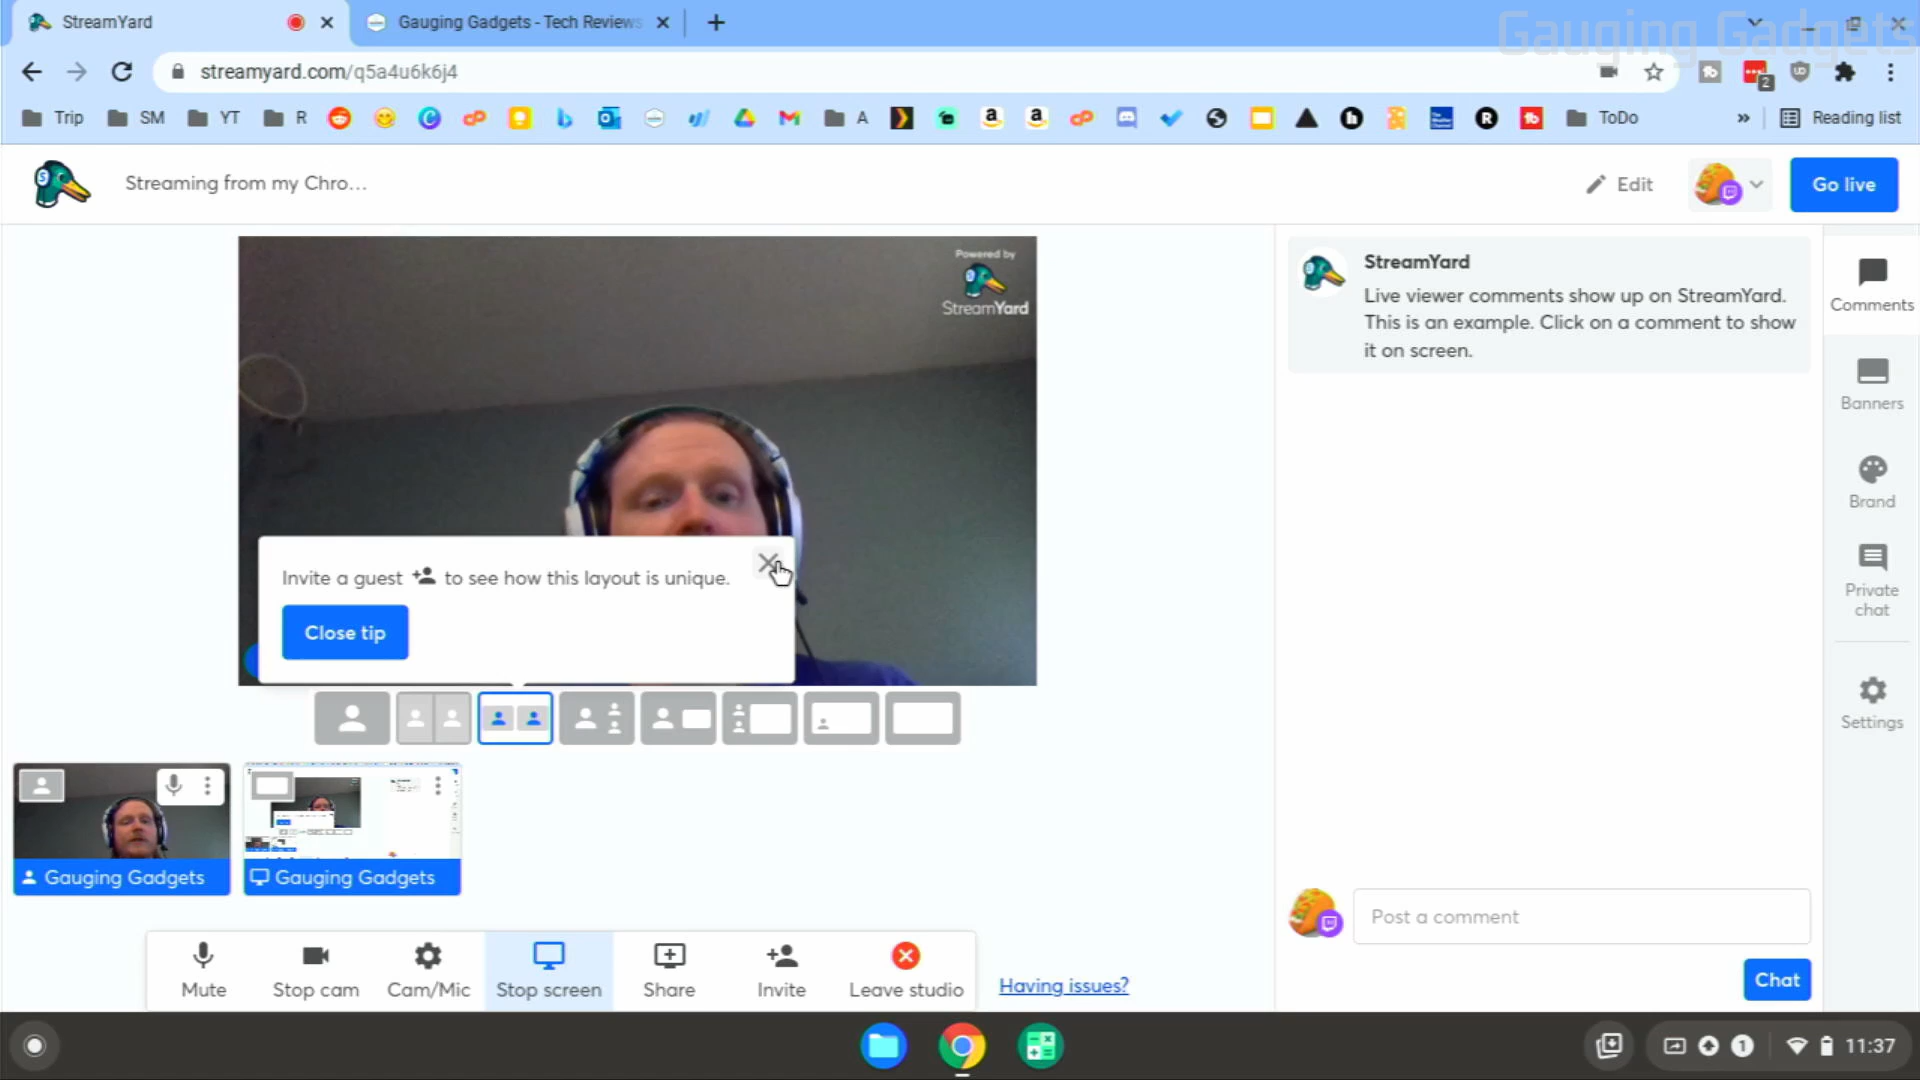 StreamYard
Gauging Gadgets - Tech Reviews
Gauging Gadgets
streamyard.com/q5a4u6k6j4
2
Trip
SM
YT
R
A
ToDo
»
Reading list
Streaming from my Chro...
Edit
Go live
Powered by
StreamYard
StreamYard
Live viewer comments show up on StreamYard.
This is an example. Click on a comment to show
it on screen.
Comments
Banners
Brand
Private
chat
Settings
Invite a guest to see how this layout is unique.
Close tip
Gauging Gadgets
Gauging Gadgets
Post a comment
Chat
Mute
Stop cam
Cam/Mic
Stop screen
Share
Invite
Leave studio
Having issues?
1
11:37